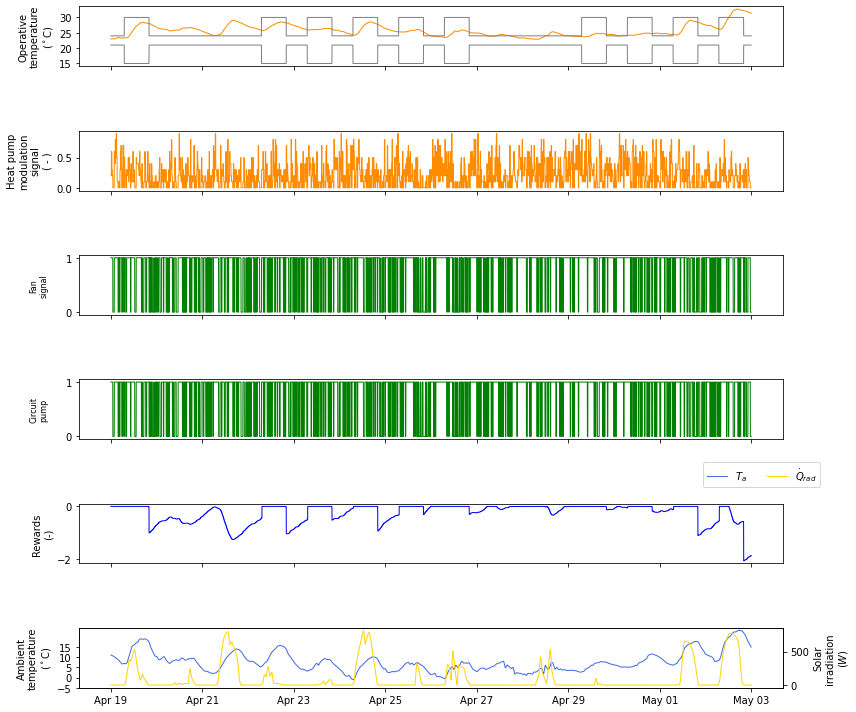 Operative
temperature
(°C)
30
25
20
15
Heat pump
modulation
signal
( - )
0.5
0.0
Fan
signal
1
0
Circuit
pump
1
0
T_a
Q̇_rad
Rewards
(-)
0
−2
Ambient
temperature
(°C)
15
10
5
0
−5
500
0
Solar
irradiation
(W)
Apr 19 Apr 21 Apr 23 Apr 25 Apr 27 Apr 29 May 01 May 03